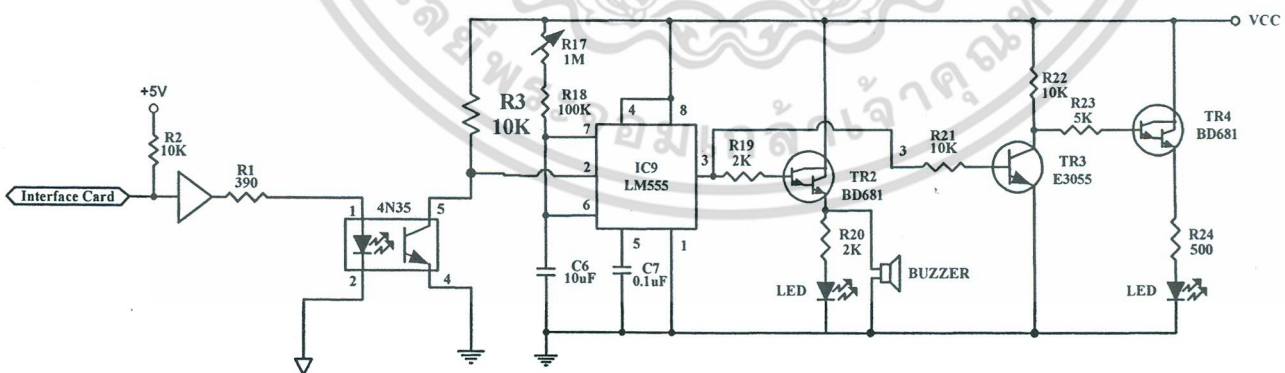 VCC
+5V
R2
10K
Interface Card
R1
390
1
2
4N35
5
4
R3
10K
R17
1M
R18
100K
7
2
6
4
8
IC9
LM555
3
5
1
C6
10uF
C7
0.1uF
R19
2K
TR2
BD681
R20
2K
LED
BUZZER
3
R21
10K
R22
10K
TR3
E3055
R23
5K
TR4
BD681
R24
500
LED